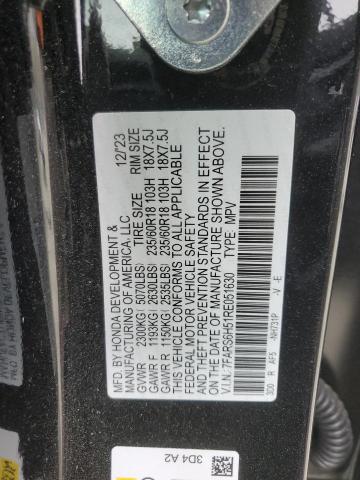 MFD. BY HONDA DEVELOPMENT & 12/'23
MANUFACTURING OF AMERICA, LLC
TIRE SIZE RIM SIZE
GVWR 2300KG( 5070LBS)
GAWR F 1193KG( 2630LBS) 235/60R18 103H 18X7.5J
GAWR R 1150KG( 2535LBS) 235/60R18 103H 18X7.5J
THIS VEHICLE CONFORMS TO ALL APPLICABLE
FEDERAL MOTOR VEHICLE SAFETY
AND THEFT PREVENTION STANDARDS IN EFFECT
ON THE DATE OF MANUFACTURE SHOWN ABOVE.
V.I.N.: 7FARS6H51RE051630 TYPE: MPV
3D0 R AF5 -NH731P -V -E
3D4 A2